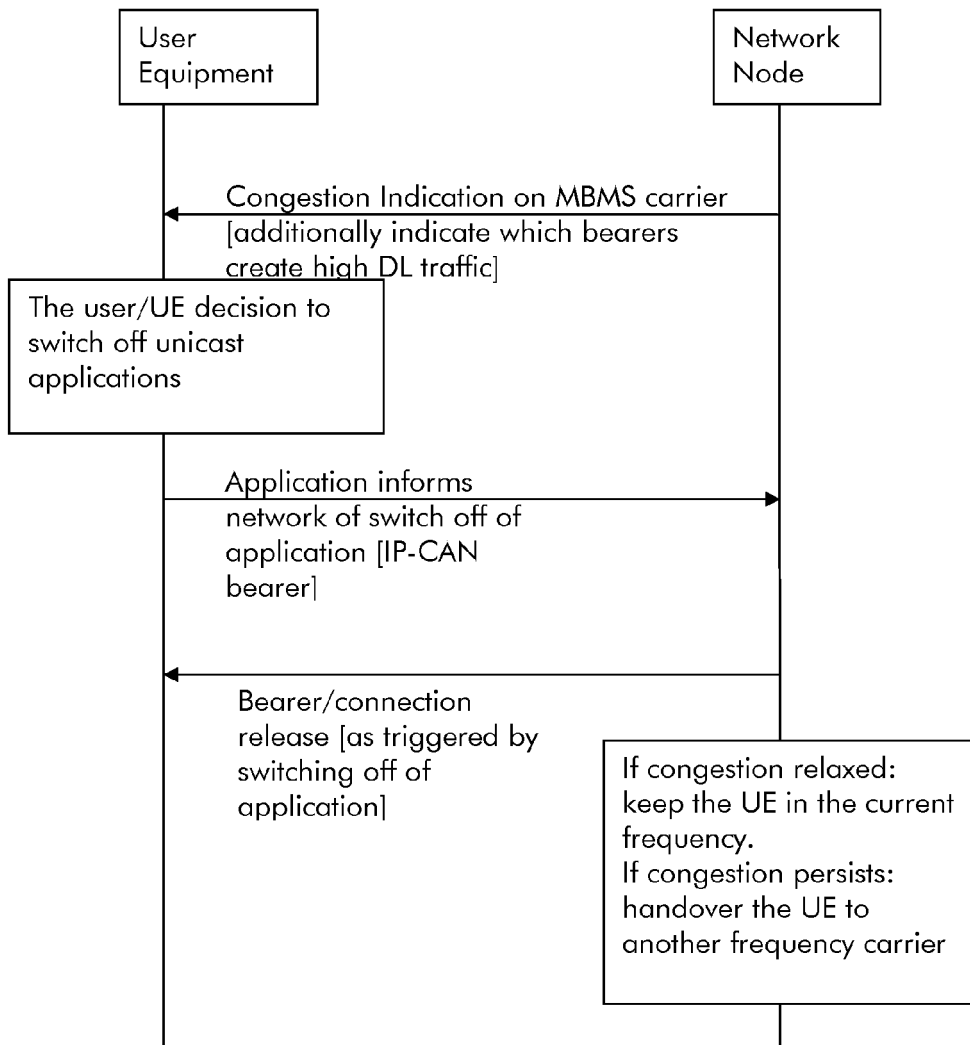 User
Equipment
Network
Node
Congestion Indication on MBMS carrier
[additionally indicate which bearers
create high DL traffic]
The user/UE decision to
switch off unicast
applications
Application informs
network of switch off of
application [IP-CAN
bearer]
Bearer/connection
release [as triggered by
switching off of
application]
If congestion relaxed:
keep the UE in the current
frequency.
If congestion persists:
handover the UE to
another frequency carrier